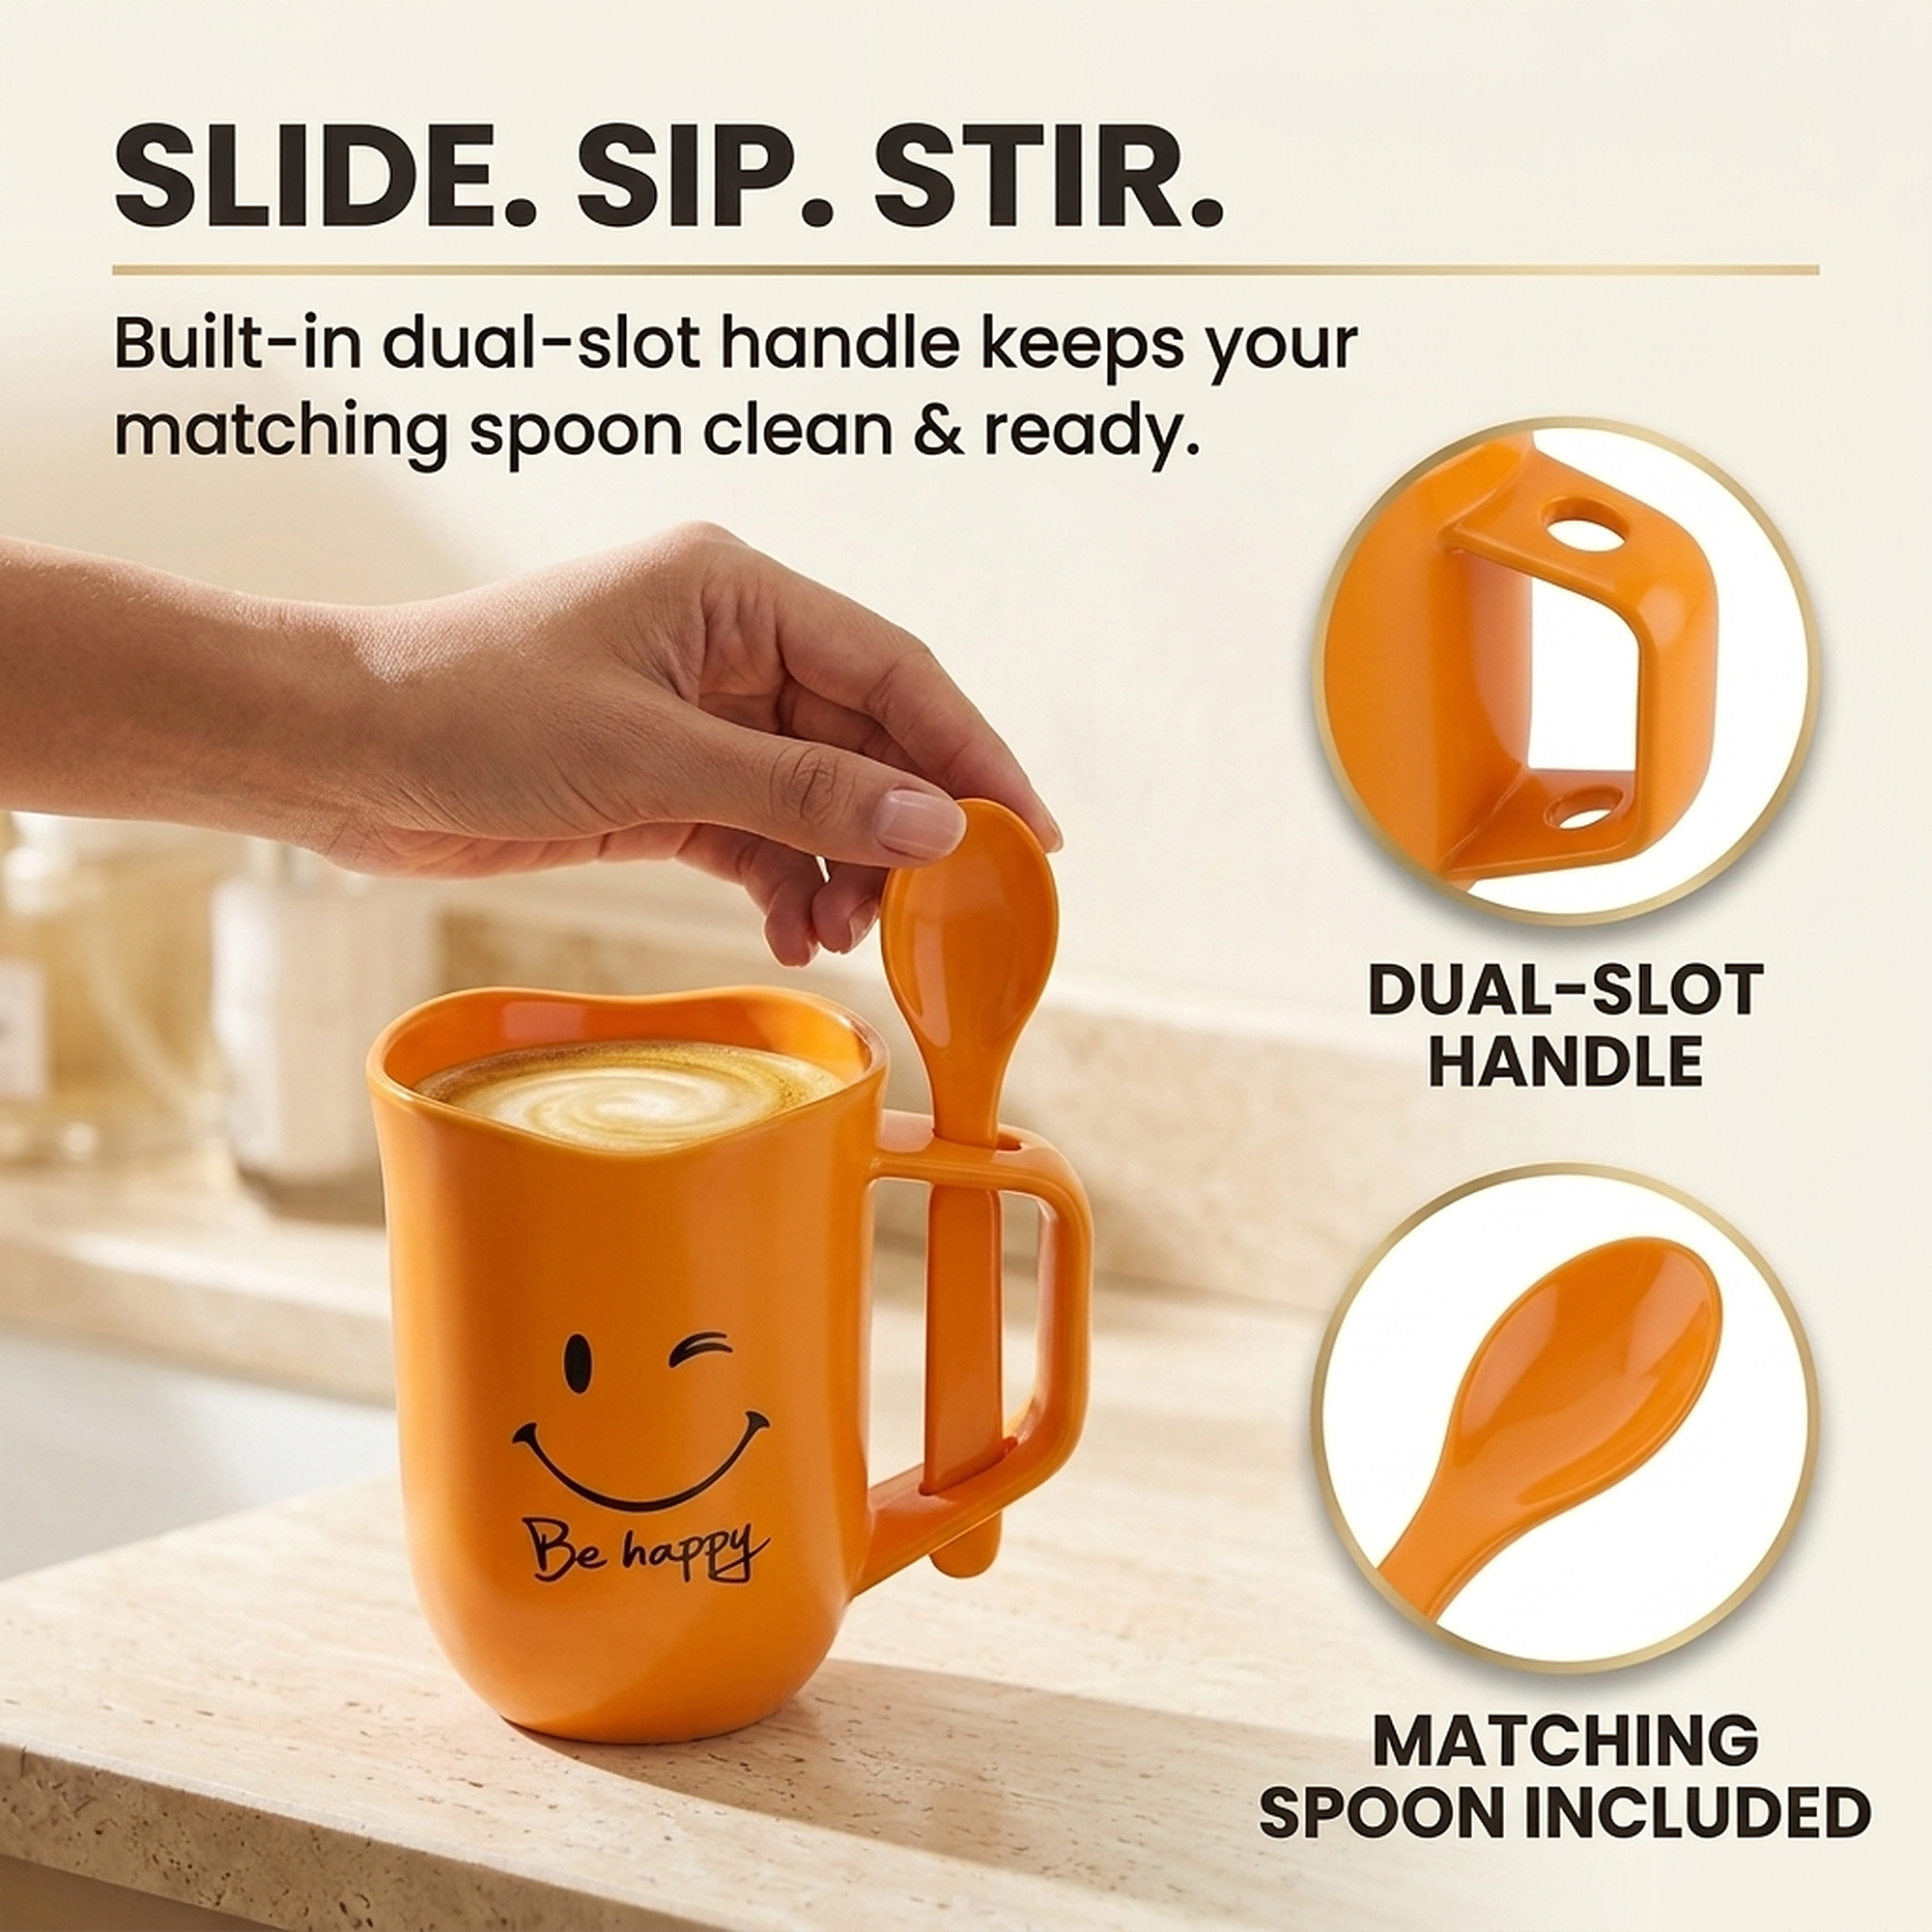 SLIDE. SIP. STIR.
Built-in dual-slot handle keeps your
matching spoon clean & ready.
DUAL-SLOT
HANDLE
Be happy
MATCHING
SPOON INCLUDED